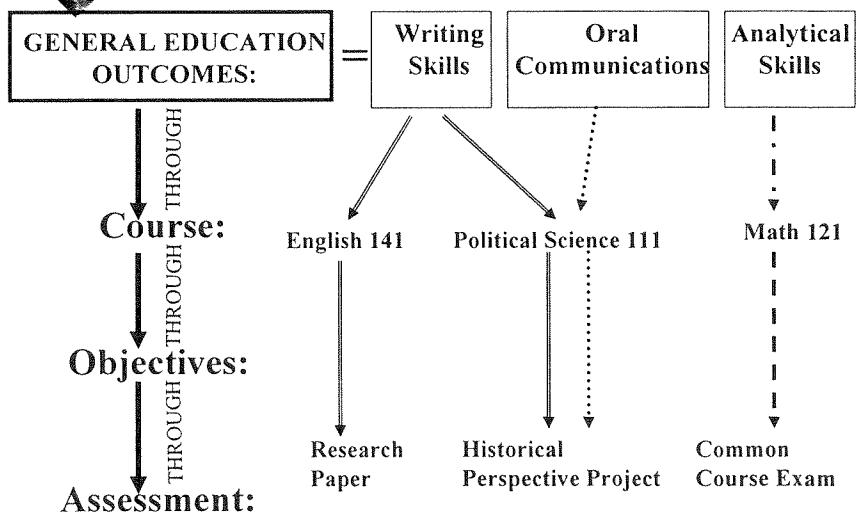 GENERAL EDUCATION
OUTCOMES:
=
Writing
Skills
Oral
Communications
Analytical
Skills
THROUGH
Course:
English 141
Political Science 111
Math 121
THROUGH
Objectives:
THROUGH
Research
Paper
Historical
Perspective Project
Common
Course Exam
Assessment: